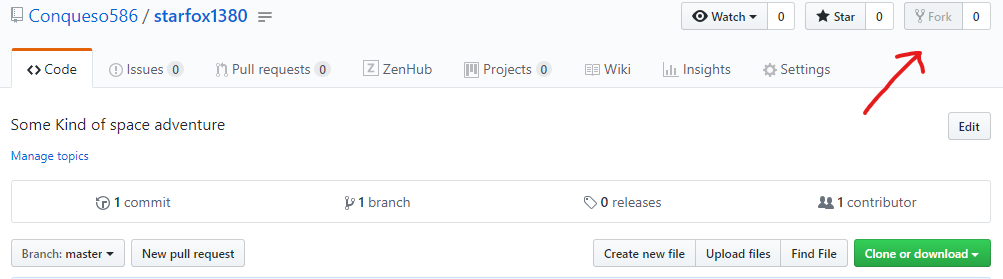 Conqueso586 / starfox1380 Watch 0 Star 0 Fork 0
Code Issues 0 Pull requests 0 ZenHub Projects 0 Wiki Insights Settings
Some Kind of space adventure Edit
Manage topics
1 commit 1 branch 0 releases 1 contributor
Branch: master New pull request Create new file Upload files Find File Clone or download